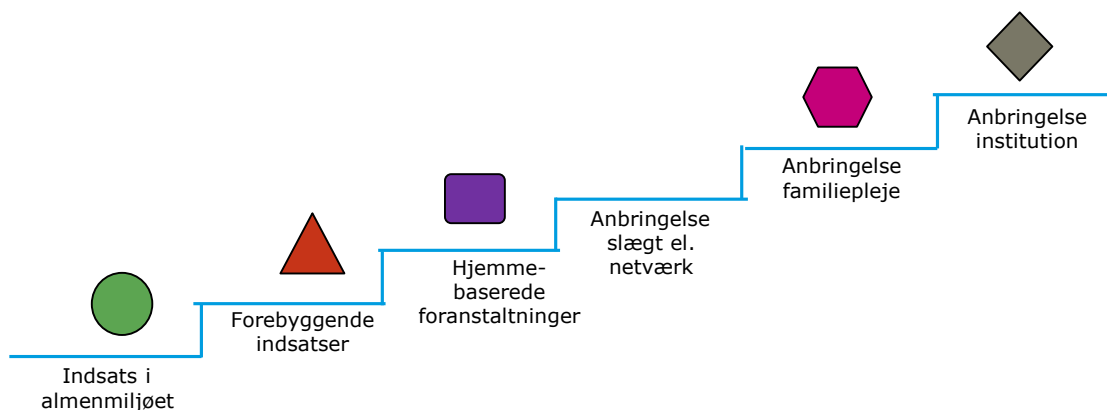 Indsats i
almenmiljøet
Forebyggende
indsatser
Hjemme-
baserede
foranstaltninger
Anbringelse
slægt el.
netværk
Anbringelse
familiepleje
Anbringelse
institution